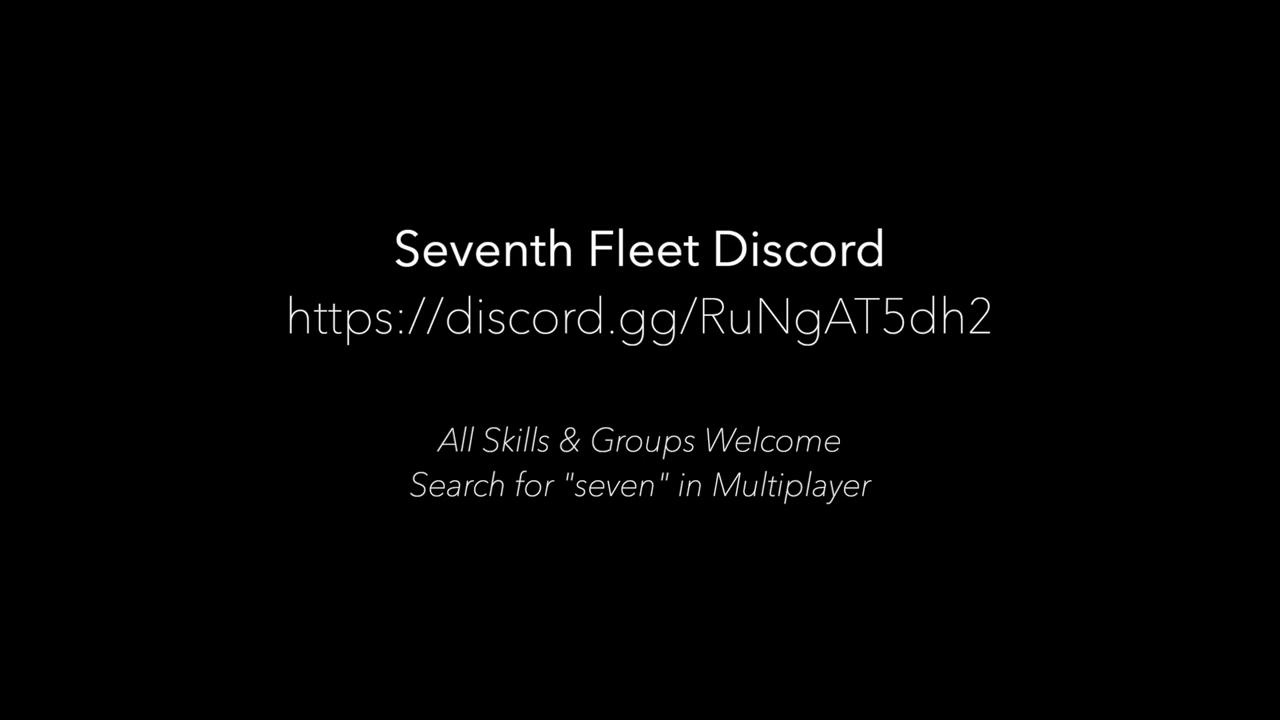 Seventh Fleet Discord
https://discord.gg/RuNgAT5dh2
All Skills & Groups Welcome
Search for "seven" in Multiplayer